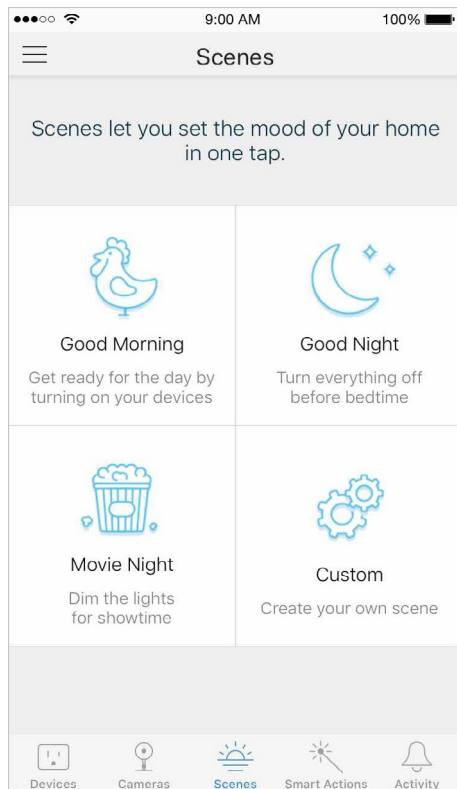 9:00 AM
100%
Scenes
Scenes let you set the mood of your home
in one tap.
Good Morning
Get ready for the day by
turning on your devices
Good Night
Turn everything off
before bedtime
Movie Night
Dim the lights
for showtime
Custom
Create your own scene
Devices
Cameras
Scenes
Smart Actions
Activity